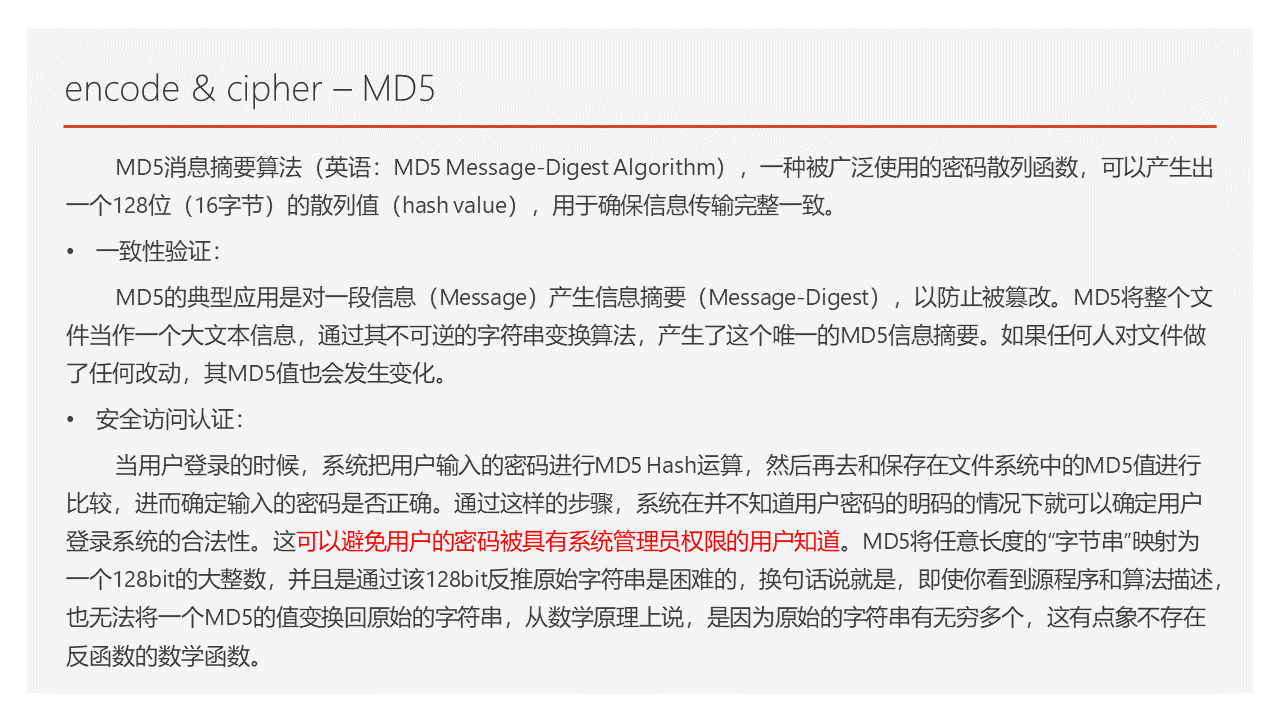 encode & cipher – MD5
MD5消息摘要算法（英语：MD5 Message-Digest Algorithm），一种被广泛使用的密码散列函数，可以产生出
一个128位（16字节）的散列值（hash value），用于确保信息传输完整一致。
• 一致性验证：
MD5的典型应用是对一段信息（Message）产生信息摘要（Message-Digest），以防止被篡改。MD5将整个文
件当作一个大文本信息，通过其不可逆的字符串变换算法，产生了这个唯一的MD5信息摘要。如果任何人对文件做
了任何改动，其MD5值也会发生变化。
• 安全访问认证：
当用户登录的时候，系统把用户输入的密码进行MD5 Hash运算，然后再去和保存在文件系统中的MD5值进行
比较，进而确定输入的密码是否正确。通过这样的步骤，系统在并不知道用户密码的明码的情况下就可以确定用户
登录系统的合法性。这可以避免用户的密码被具有系统管理员权限的用户知道。MD5将任意长度的“字节串”映射为
一个128bit的大整数，并且是通过该128bit反推原始字符串是困难的，换句话说就是，即使你看到源程序和算法描述，
也无法将一个MD5的值变换回原始的字符串，从数学原理上说，是因为原始的字符串有无穷多个，这有点象不存在
反函数的数学函数。